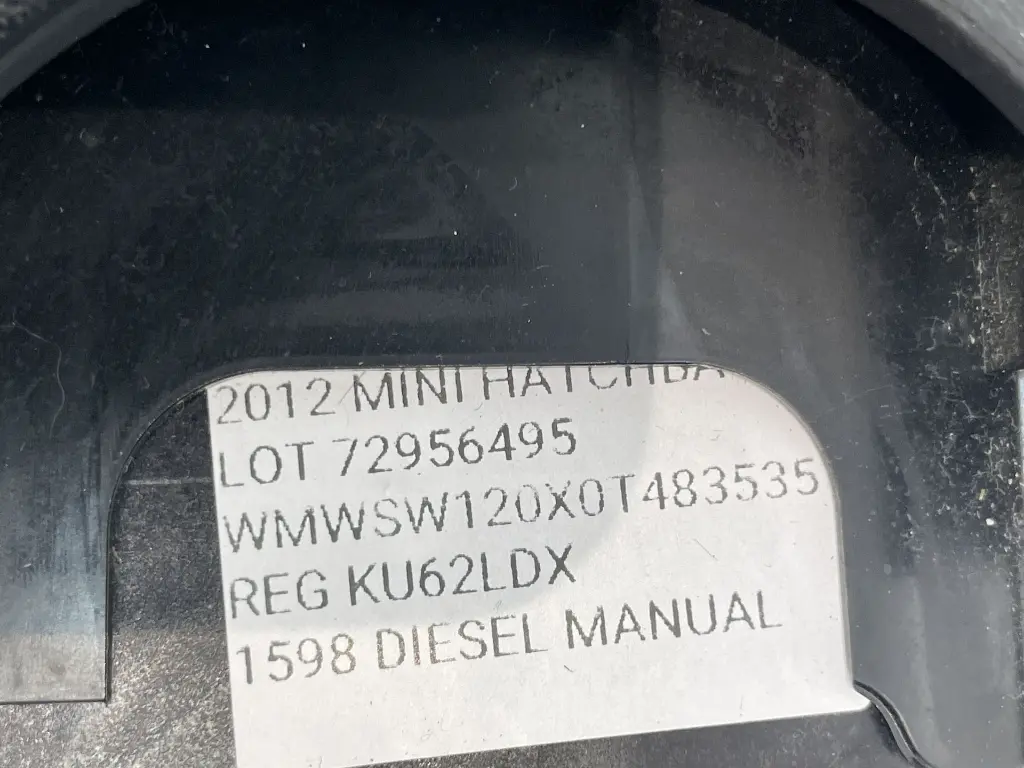 2012 MINI HATCHBA
LOT 72956495
WMWSW120X0T483535
REG KU62LDX
1598 DIESEL MANUAL